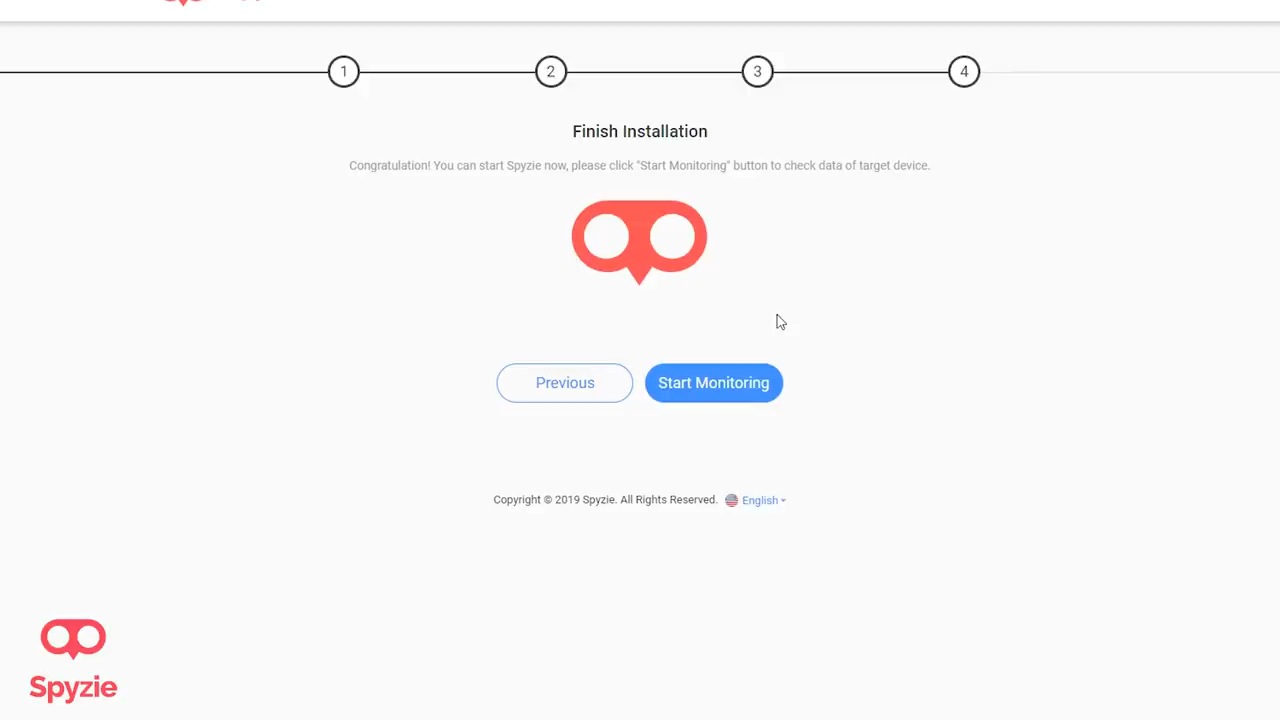 1 2 3 4
Finish Installation
Congratulation! You can start Spyzie now, please click "Start Monitoring" button to check data of target device.
Previous Start Monitoring
Copyright © 2019 Spyzie. All Rights Reserved. English
Spyzie